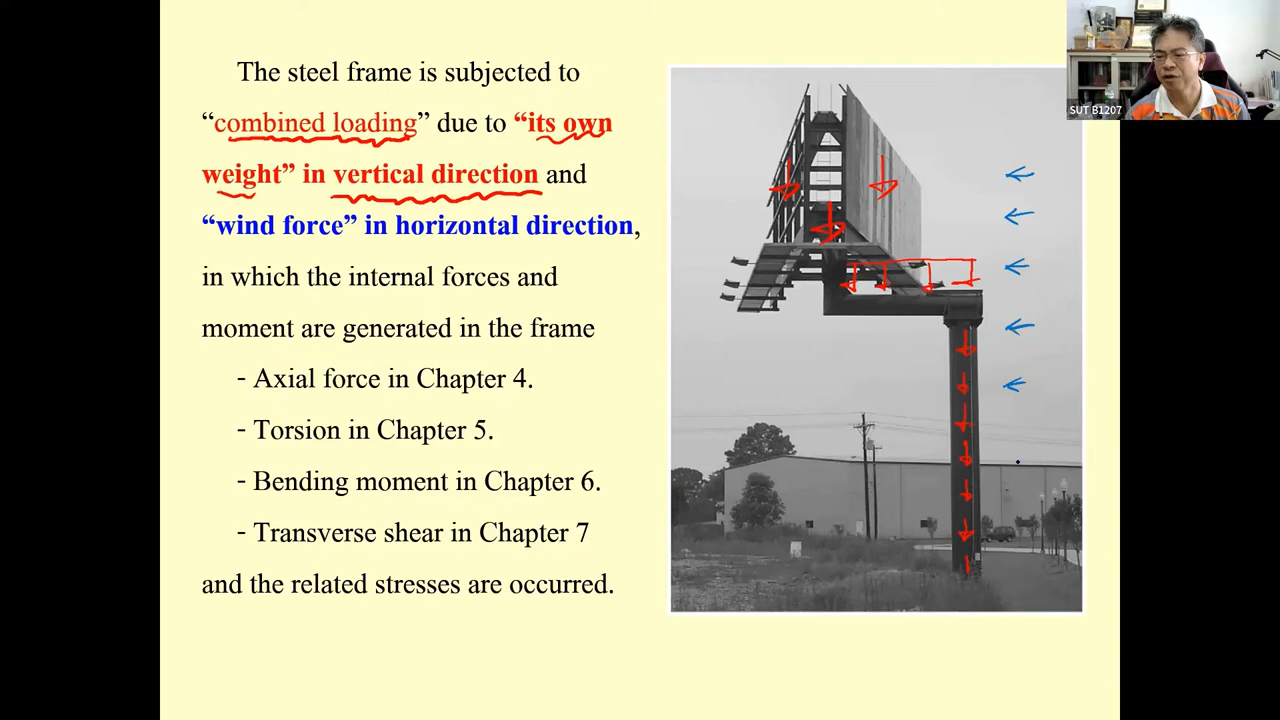 The steel frame is subjected to
“combined loading” due to “its own
weight” in vertical direction and
“wind force” in horizontal direction,
in which the internal forces and
moment are generated in the frame
- Axial force in Chapter 4.
- Torsion in Chapter 5.
- Bending moment in Chapter 6.
- Transverse shear in Chapter 7
and the related stresses are occurred.
SUT B1207